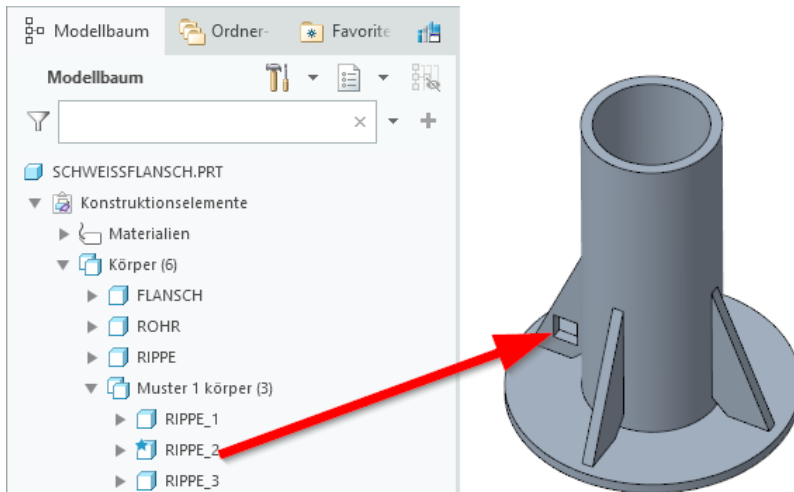 Modellbaum Ordner- Favorite
Modellbaum
SCHWEISSFLANSCH.PRT
Konstruktionselemente
Materialien
Körper (6)
FLANSCH
ROHR
RIPPE
Muster 1 körper (3)
RIPPE_1
RIPPE_2
RIPPE_3